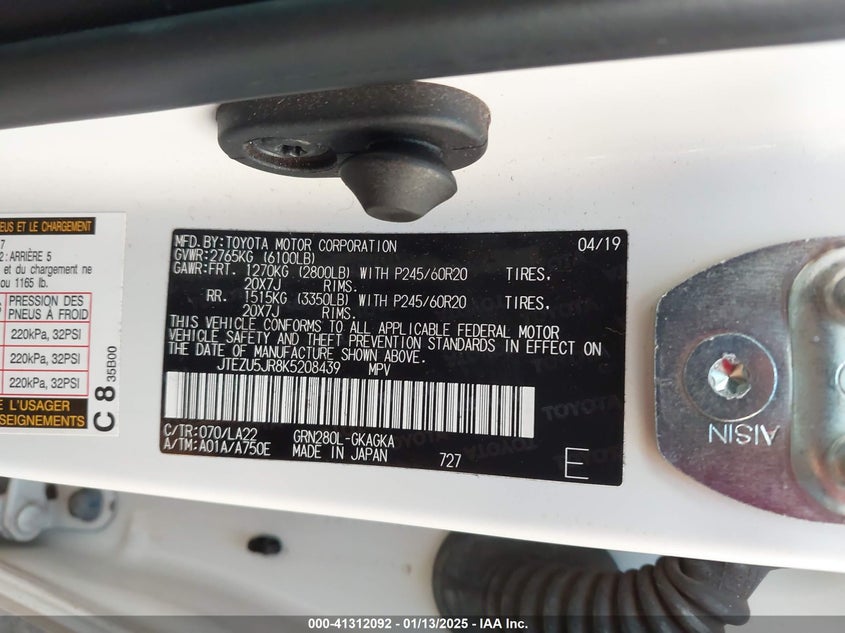 EUS ET LE CHARGEMENT
7
2: ARRIÈRE 5
et du chargement ne
ou 1165 lb.
PRESSION DES
PNEUS À FROID
220kPa, 32PSI
220kPa, 32PSI
220kPa, 32PSI
E L'USAGER
SEIGNEMENTS
C 8 35B00
MFD. BY: TOYOTA MOTOR CORPORATION 04/19
GVWR: 2765KG (6100LB)
GAWR: FRT. 1270KG (2800LB) WITH P245/60R20 TIRES.
20X7J RIMS.
RR. 1515KG (3350LB) WITH P245/60R20 TIRES.
20X7J RIMS.
THIS VEHICLE CONFORMS TO ALL APPLICABLE FEDERAL MOTOR
VEHICLE SAFETY AND THEFT PREVENTION STANDARDS
IN EFFECT ON THE DATE OF MANUFACTURE SHOWN ABOVE.
JTEZU5JR8K5208439 MPV
C/TR: 070/LA22 GRN280L-GKAGKA
A/TM: A01A/A750E MADE IN JAPAN 727 E
TOYOTA
AISIN
000-41312092 - 01/13/2025 - IAA, Inc.